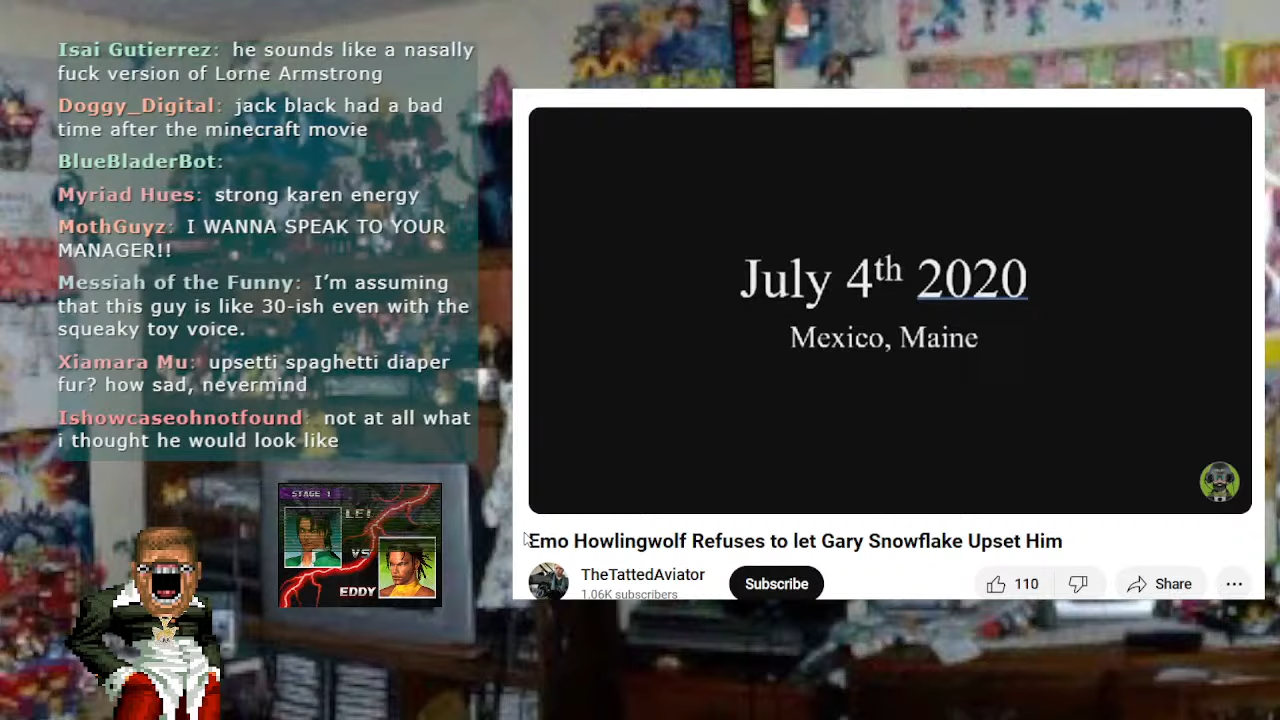 Isai Gutierrez: he sounds like a nasally
fuck version of Lorne Armstrong
Doggy_Digital: jack black had a bad
time after the minecraft movie
BlueBladerBot:
Myriad Hues: strong karen energy
MothGuyz: I WANNA SPEAK TO YOUR
MANAGER!!
Messiah of the Funny: I'm assuming
that this guy is like 30-ish even with the
squeaky toy voice.
Xiamara Mu: upsetti spaghetti diaper
fur? how sad, nevermind
Ishowcaseohnotfound: not at all what
i thought he would look like
STAGE 1
LEI
VS
EDDY
July 4th 2020
Mexico, Maine
Emo Howlingwolf Refuses to let Gary Snowflake Upset Him
TheTattedAviator
1.06K subscribers
Subscribe
110
Share